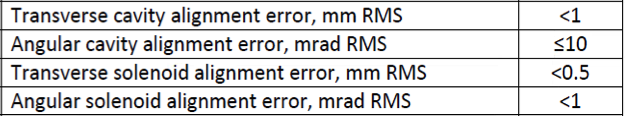 Transverse cavity alignment error, mm RMS <1
Angular cavity alignment error, mrad RMS ≤10
Transverse solenoid alignment error, mm RMS <0.5
Angular solenoid alignment error, mrad RMS <1